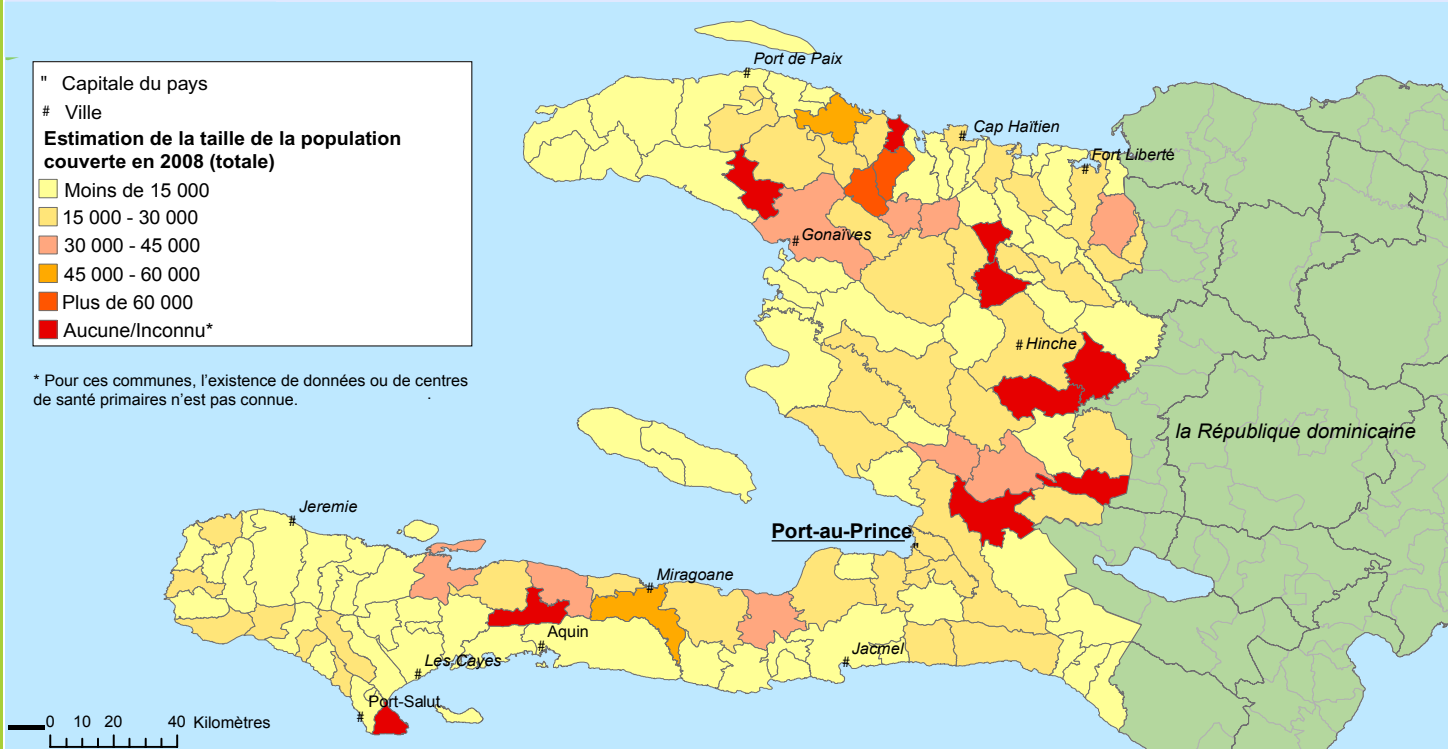 " Capitale du pays
# Ville
Estimation de la taille de la population
couverte en 2008 (totale)
Moins de 15 000
15 000 - 30 000
30 000 - 45 000
45 000 - 60 000
Plus de 60 000
Aucune/Inconnu*
* Pour ces communes, l'existence de données ou de centres
de santé primaires n'est pas connue.
# Port de Paix
# Cap Haïtien
# Fort Liberté
# Gonaïves
# Hinche
la République dominicaine
# Jeremie
Port-au-Prince "
# Miragoane
# Aquin
# Jacmel
# Les Cayes
# Port-Salut
0 10 20 40 Kilomètres